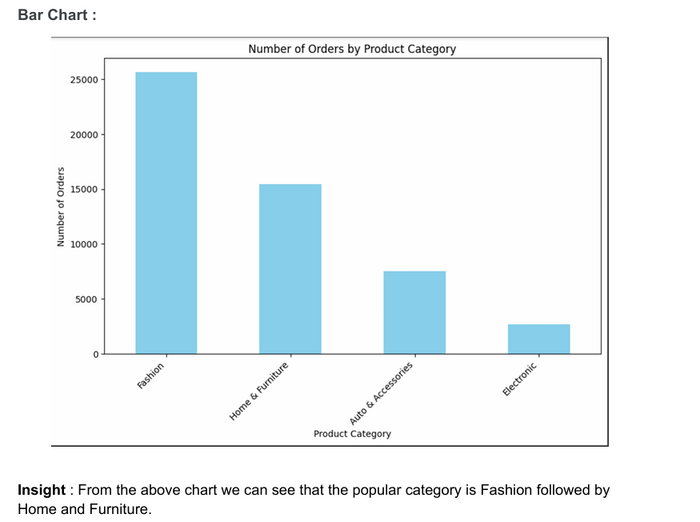 Bar Chart :
Number of Orders by Product Category
25000
20000
15000
10000
5000
0
Number of Orders
Fashion
Home & Furniture
Auto & Accessories
Electronic
Product Category
Insight : From the above chart we can see that the popular category is Fashion followed by
Home and Furniture.